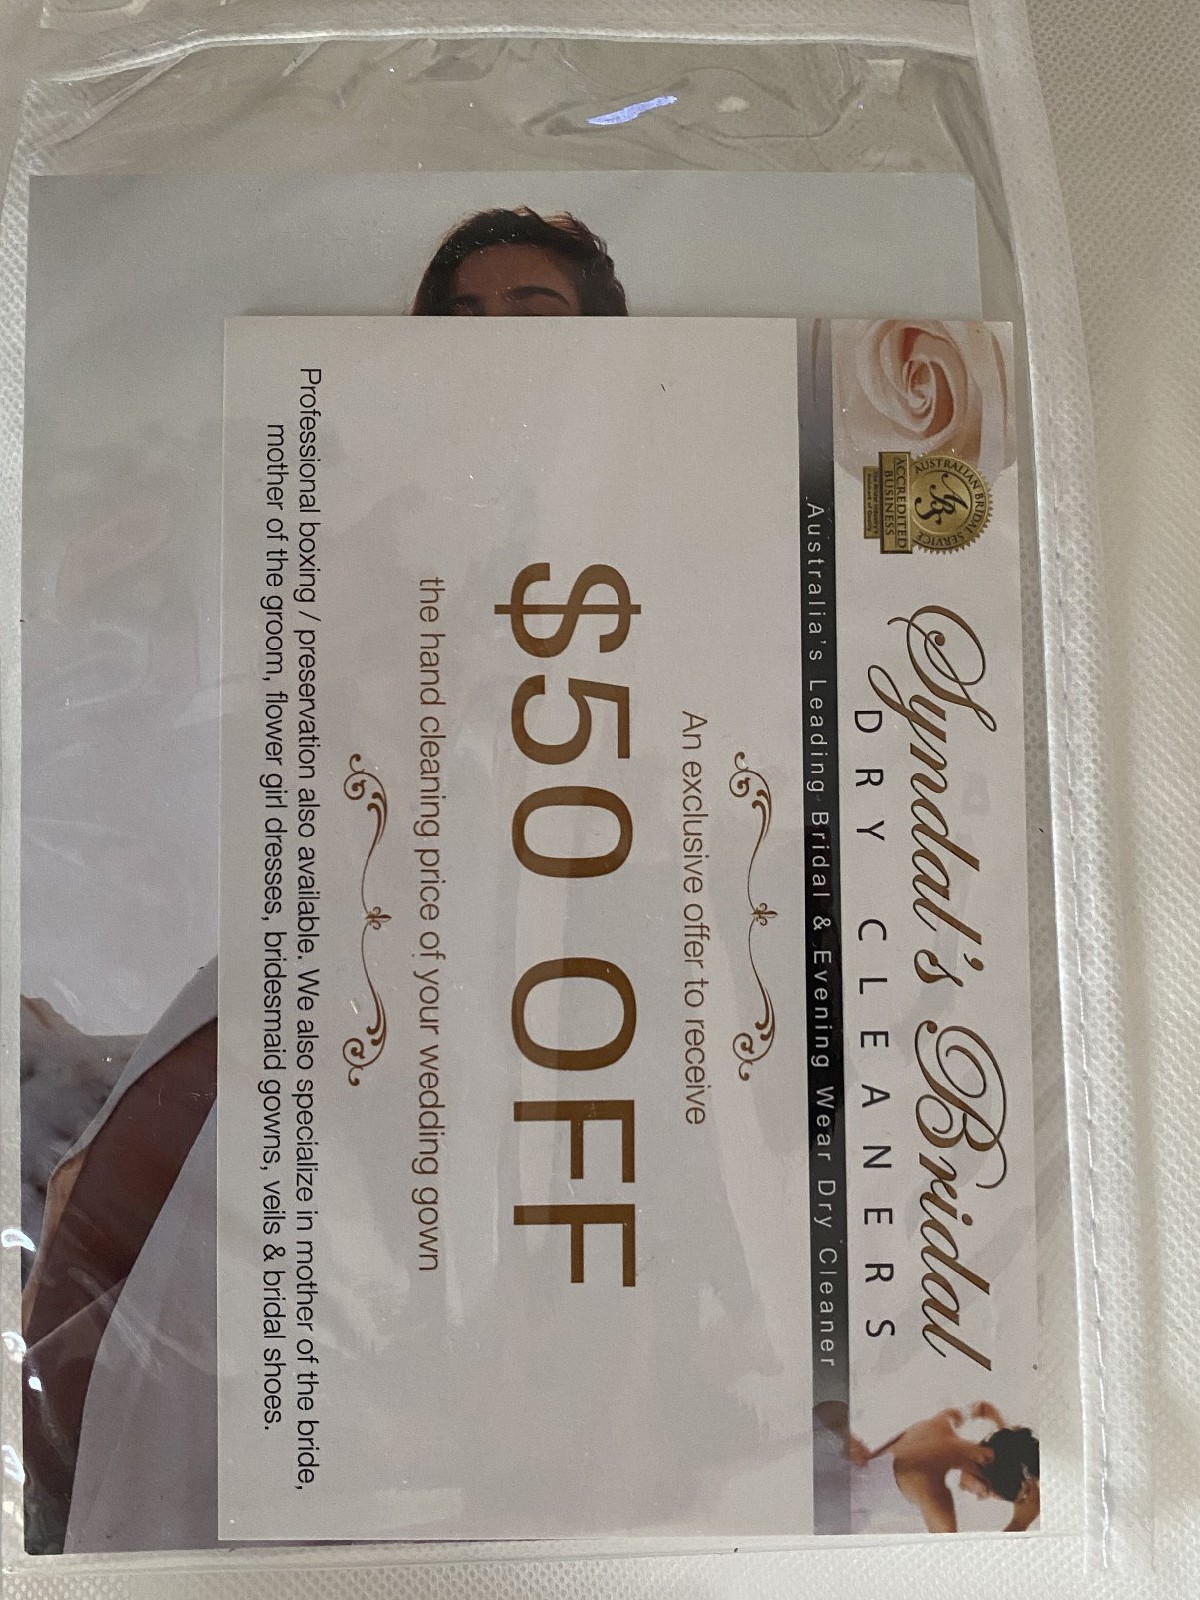 Syndal's Bridal
DRY CLEANERS
AUSTRALIAN BRIDAL SERVICE
ACCREDITED
BUSINESS
Australia's Leading Bridal & Evening Wear Dry Cleaner
An exclusive offer to receive
$50 OFF
the hand cleaning price of your wedding gown
Professional boxing / preservation also available. We also specialize in mother of the bride,
mother of the groom, flower girl dresses, bridesmaid gowns, veils & bridal shoes.